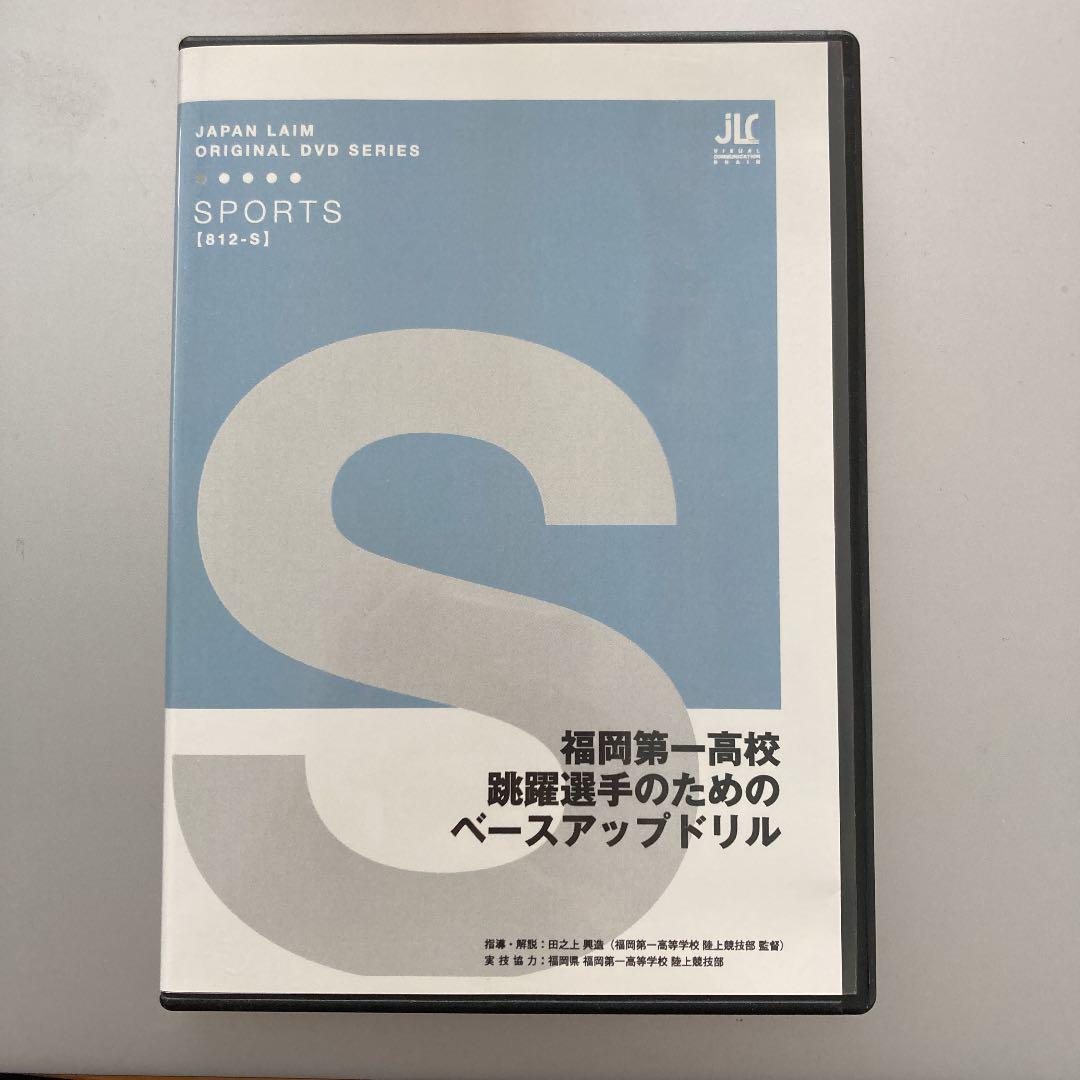 JAPAN LAIM
ORIGINAL DVD SERIES
SPORTS
【812-S】
JLC
VISUAL
COMMUNICATION
BRAIN
S
福岡第一高校
跳躍選手のための
ベースアップドリル
指導・解説：田之上 興造（福岡第一高等学校 陸上競技部 監督）
実技協力：福岡県 福岡第一高等学校 陸上競技部